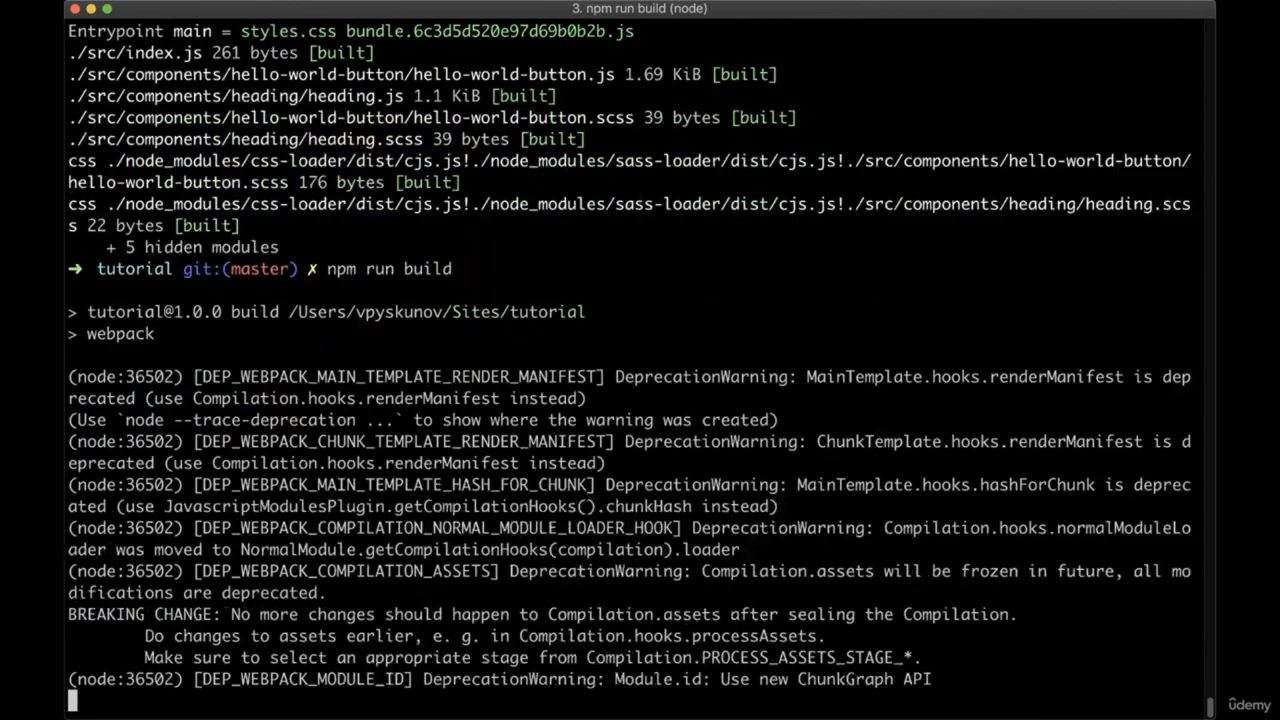 3. npm run build (node)
Entrypoint main = styles.css bundle.6c3d5d520e97d69b0b2b.js
./src/index.js 261 bytes [built]
./src/components/hello-world-button/hello-world-button.js 1.69 KiB [built]
./src/components/heading/heading.js 1.1 KiB [built]
./src/components/hello-world-button/hello-world-button.scss 39 bytes [built]
./src/components/heading/heading.scss 39 bytes [built]
css ./node_modules/css-loader/dist/cjs.js!./node_modules/sass-loader/dist/cjs.js!./src/components/hello-world-button/
hello-world-button.scss 176 bytes [built]
css ./node_modules/css-loader/dist/cjs.js!./node_modules/sass-loader/dist/cjs.js!./src/components/heading/heading.scs
s 22 bytes [built]
+ 5 hidden modules
➜ tutorial git:(master) ✗ npm run build
> tutorial@1.0.0 build /Users/vpyskunov/Sites/tutorial
> webpack
(node:36502) [DEP_WEBPACK_MAIN_TEMPLATE_RENDER_MANIFEST] DeprecationWarning: MainTemplate.hooks.renderManifest is dep
recated (use Compilation.hooks.renderManifest instead)
(Use `node --trace-deprecation ...` to show where the warning was created)
(node:36502) [DEP_WEBPACK_CHUNK_TEMPLATE_RENDER_MANIFEST] DeprecationWarning: ChunkTemplate.hooks.renderManifest is d
eprecated (use Compilation.hooks.renderManifest instead)
(node:36502) [DEP_WEBPACK_MAIN_TEMPLATE_HASH_FOR_CHUNK] DeprecationWarning: MainTemplate.hooks.hashForChunk is deprec
ated (use JavascriptModulesPlugin.getCompilationHooks().chunkHash instead)
(node:36502) [DEP_WEBPACK_COMPILATION_NORMAL_MODULE_LOADER_HOOK] DeprecationWarning: Compilation.hooks.normalModuleLo
ader was moved to NormalModule.getCompilationHooks(compilation).loader
(node:36502) [DEP_WEBPACK_COMPILATION_ASSETS] DeprecationWarning: Compilation.assets will be frozen in future, all mo
difications are deprecated.
BREAKING CHANGE: No more changes should happen to Compilation.assets after sealing the Compilation.
Do changes to assets earlier, e. g. in Compilation.hooks.processAssets.
Make sure to select an appropriate stage from Compilation.PROCESS_ASSETS_STAGE_*.
(node:36502) [DEP_WEBPACK_MODULE_ID] DeprecationWarning: Module.id: Use new ChunkGraph API
ûdemy